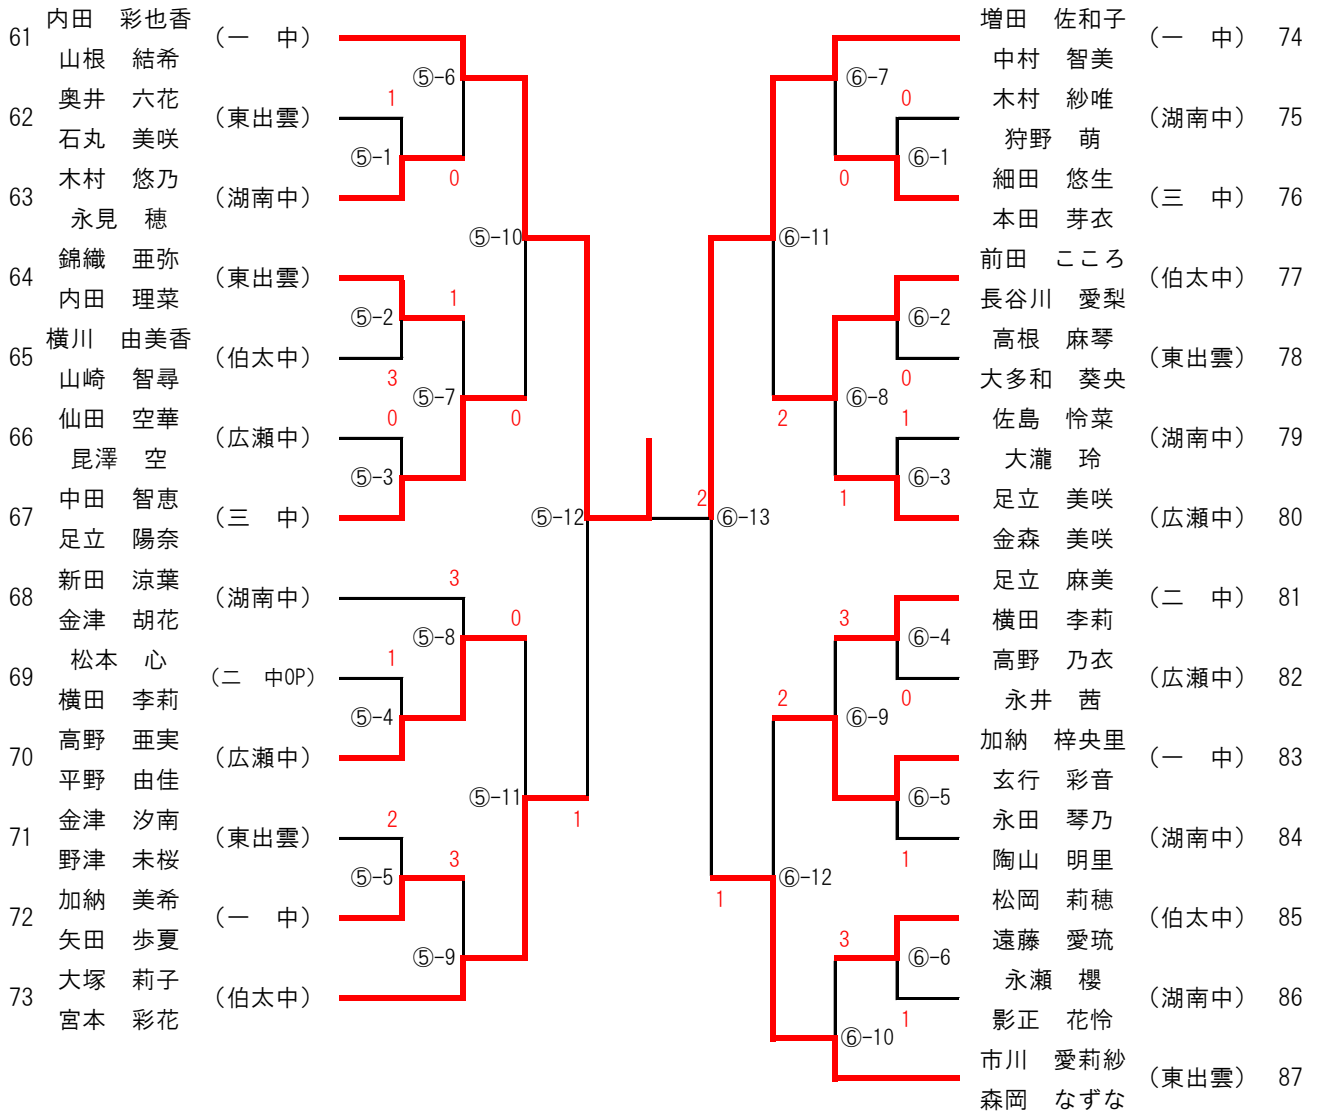 内田　彩也香
61 （一　中）
山根　結希
⑤-6
奥井　六花
1
62 （東出雲）
石丸　美咲
⑤-1
木村　悠乃
0
63 （湖南中）
永見　穂
⑤-10
錦織　亜弥
64 （東出雲）
内田　理菜
1
⑤-2
横川　由美香
65 （伯太中）
山崎　智尋
3
⑤-7
仙田　空華
0
0
66 （広瀬中）
昆澤　空
⑤-3
中田　智恵
67 （三　中）
足立　陽奈
⑤-12
新田　涼葉
3
68 （湖南中）
金津　胡花
0
⑤-8
松本　心
1
69 （二　中OP）
横田　李莉
⑤-4
高野　亜実
70 （広瀬中）
平野　由佳
⑤-11
金津　汐南
2
1
71 （東出雲）
野津　未桜
3
⑤-5
加納　美希
72 （一　中）
矢田　歩夏
⑤-9
大塚　莉子
73 （伯太中）
宮本　彩花
増田　佐和子
（一　中） 74
中村　智美
⑥-7
木村　紗唯
0
（湖南中） 75
狩野　萌
⑥-1
細田　悠生
0
（三　中） 76
本田　芽衣
⑥-11
前田　こころ
（伯太中） 77
長谷川　愛梨
⑥-2
高根　麻琴
（東出雲） 78
大多和　葵央
0
⑥-8
佐島　怜菜
2
1
（湖南中） 79
大瀧　玲
⑥-3
足立　美咲
2
1
（広瀬中） 80
金森　美咲
⑥-13
足立　麻美
（二　中） 81
横田　李莉
3
⑥-4
高野　乃衣
（広瀬中） 82
永井　茜
2
0
⑥-9
加納　梓央里
（一　中） 83
玄行　彩音
⑥-5
永田　琴乃
（湖南中） 84
陶山　明里
1
⑥-12
松岡　莉穂
1
（伯太中） 85
遠藤　愛琉
3
⑥-6
永瀬　櫻
（湖南中） 86
影正　花怜
1
⑥-10
市川　愛莉紗
（東出雲） 87
森岡　なずな